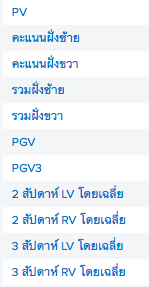 PV
คะแนนฝั่งซ้าย
คะแนนฝั่งขวา
รวมฝั่งซ้าย
รวมฝั่งขวา
PGV
PGV3
2 สัปดาห์ LV โดยเฉลี่ย
2 สัปดาห์ RV โดยเฉลี่ย
3 สัปดาห์ LV โดยเฉลี่ย
3 สัปดาห์ RV โดยเฉลี่ย